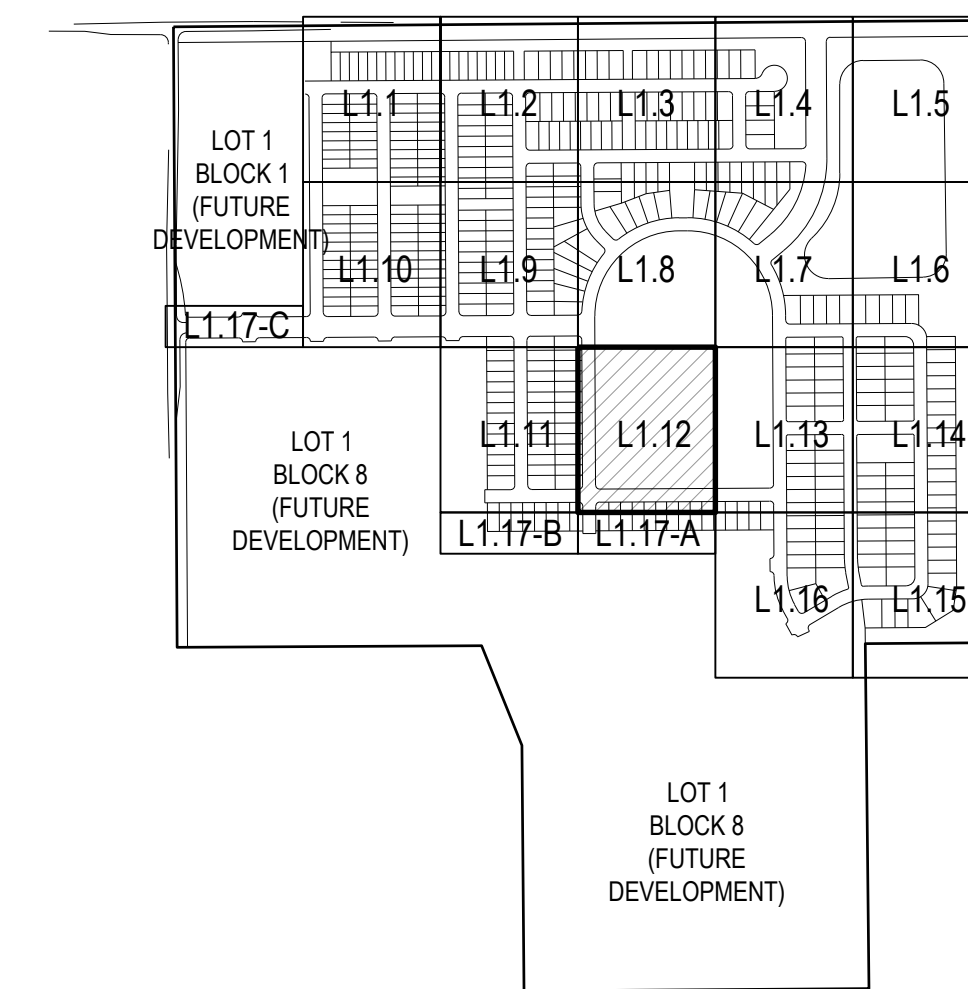 L1.1
L1.2
L1.3
L1.4
L1.5
LOT 1
BLOCK 1
(FUTURE
DEVELOPMENT)
L1.10
L1.9
L1.8
L1.7
L1.6
L1.17-C
LOT 1
BLOCK 8
(FUTURE
DEVELOPMENT)
L1.11
L1.12
L1.13
L1.14
L1.17-B
L1.17-A
L1.16
L1.15
LOT 1
BLOCK 8
(FUTURE
DEVELOPMENT)